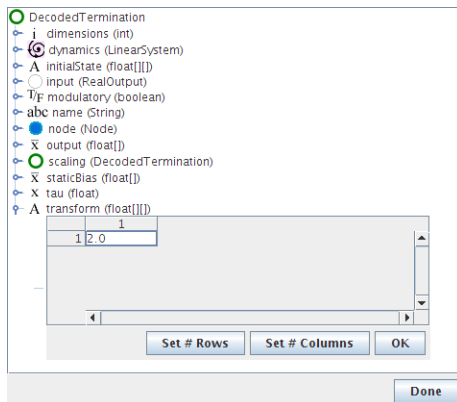 DecodedTermination
i dimensions (int)
dynamics (LinearSystem)
A initialState (float[][])
input (RealOutput)
T/F modulatory (boolean)
abc name (String)
node (Node)
x̅ output (float[])
scaling (DecodedTermination)
x̅ staticBias (float[])
x tau (float)
A transform (float[][])
1
1 2.0
Set # Rows Set # Columns OK
Done